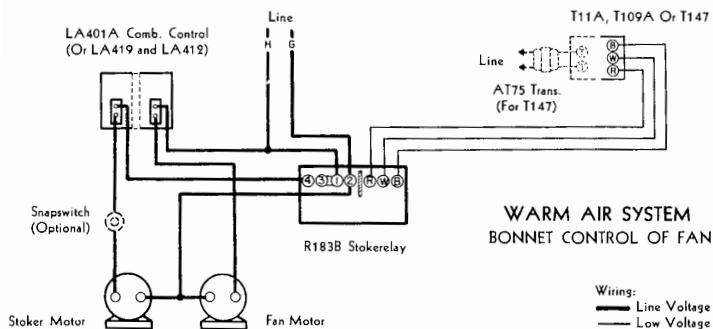 LA401A Comb. Control
(Or LA419 and LA412)
Line
H G
T11A, T109A Or T147
Line
T
T
B
W
R
AT75 Trans.
(For T147)
4 3 1 2 R W B
Snapswitch
(Optional)
R183B Stokerelay
WARM AIR SYSTEM
BONNET CONTROL OF FAN
Stoker Motor
Fan Motor
Wiring:
Line Voltage
Low Voltage